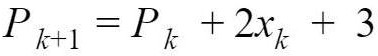 P_{k+1} = P_k + 2x_k + 3